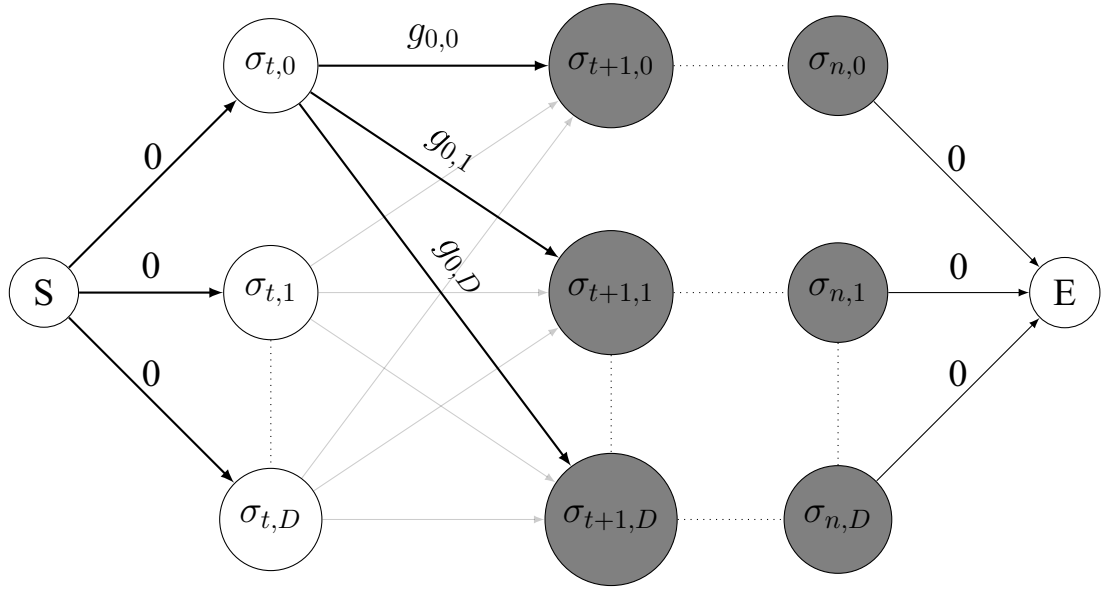 g_{0,0}
σ_{t,0} σ_{t+1,0} σ_{n,0}
0 g_{0,1} 0
S 0 σ_{t,1} g_{0,D} σ_{t+1,1} σ_{n,1} 0 E
0 0
σ_{t,D} σ_{t+1,D} σ_{n,D}